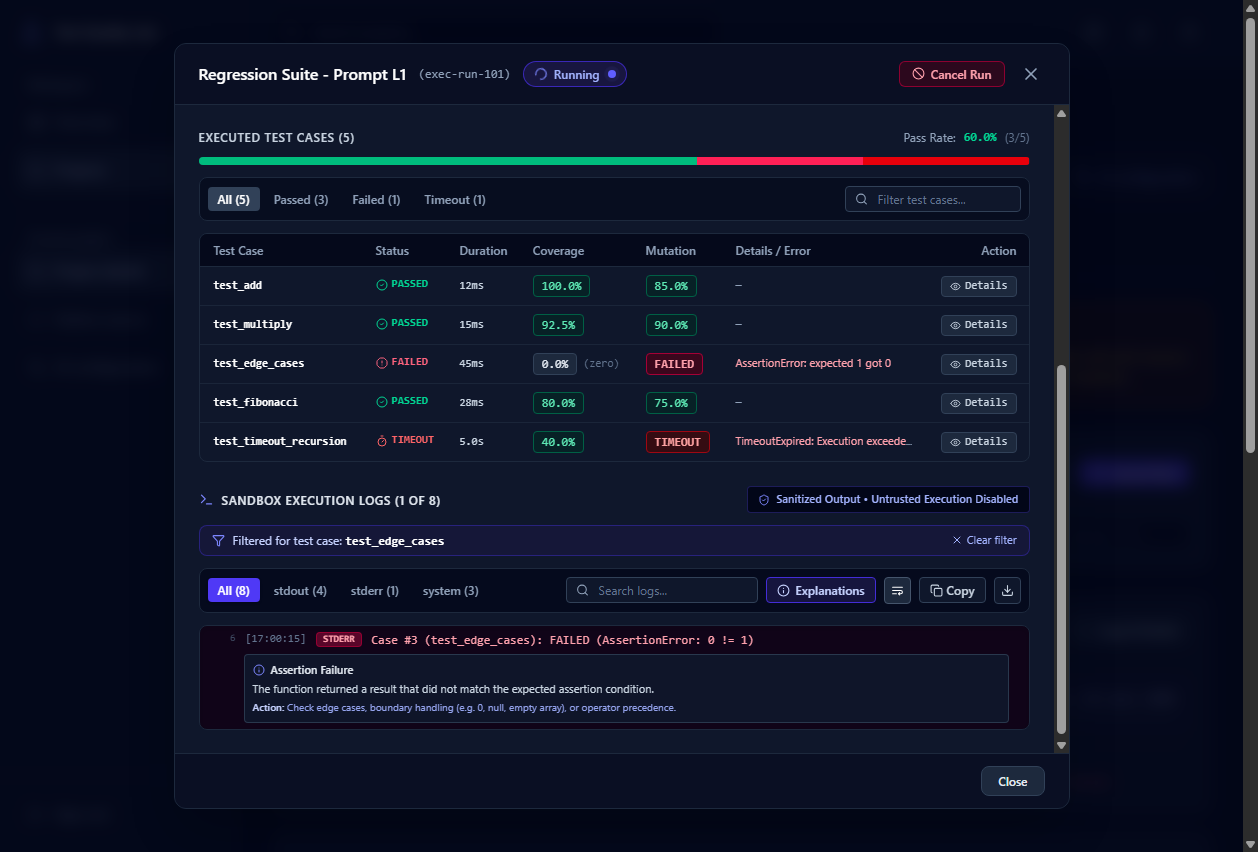 Regression Suite - Prompt L1 (exec-run-101) Running Cancel Run
EXECUTED TEST CASES (5) Pass Rate: 60.0% (3/5)
All (5) Passed (3) Failed (1) Timeout (1) Filter test cases...
Test Case Status Duration Coverage Mutation Details / Error Action
test_add PASSED 12ms 100.0% 85.0% — Details
test_multiply PASSED 15ms 92.5% 90.0% — Details
test_edge_cases FAILED 45ms 0.0% (zero) FAILED AssertionError: expected 1 got 0 Details
test_fibonacci PASSED 28ms 80.0% 75.0% — Details
test_timeout_recursion TIMEOUT 5.0s 40.0% TIMEOUT TimeoutExpired: Execution exceede... Details
SANDBOX EXECUTION LOGS (1 OF 8) Sanitized Output • Untrusted Execution Disabled
Filtered for test case: test_edge_cases Clear filter
All (8) stdout (4) stderr (1) system (3) Search logs... Explanations Copy
6 [17:00:15] STDERR Case #3 (test_edge_cases): FAILED (AssertionError: 0 != 1)
Assertion Failure
The function returned a result that did not match the expected assertion condition.
Action: Check edge cases, boundary handling (e.g. 0, null, empty array), or operator precedence.
Close